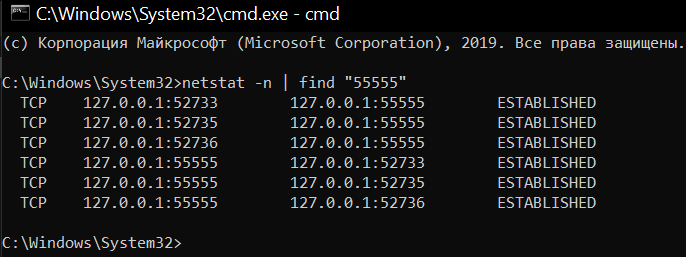 C:\Windows\System32\cmd.exe - cmd
(c) Корпорация Майкрософт (Microsoft Corporation), 2019. Все права защищены.
C:\Windows\System32>netstat -n | find "55555"
TCP 127.0.0.1:52733 127.0.0.1:55555 ESTABLISHED
TCP 127.0.0.1:52735 127.0.0.1:55555 ESTABLISHED
TCP 127.0.0.1:52736 127.0.0.1:55555 ESTABLISHED
TCP 127.0.0.1:55555 127.0.0.1:52733 ESTABLISHED
TCP 127.0.0.1:55555 127.0.0.1:52735 ESTABLISHED
TCP 127.0.0.1:55555 127.0.0.1:52736 ESTABLISHED
C:\Windows\System32>